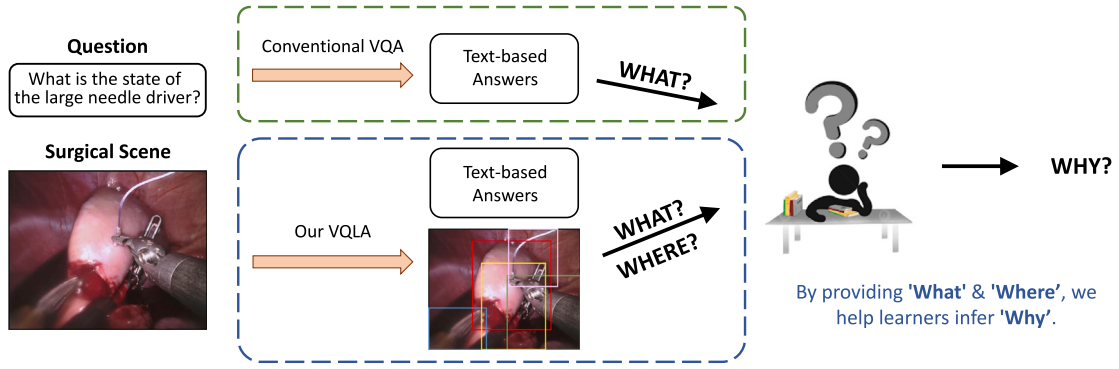 Question
What is the state of
the large needle driver?
Surgical Scene
Conventional VQA
Text-based
Answers
WHAT?
Our VQLA
Text-based
Answers
WHAT?
WHERE?
WHY?
By providing 'What' & 'Where’, we
help learners infer 'Why’.